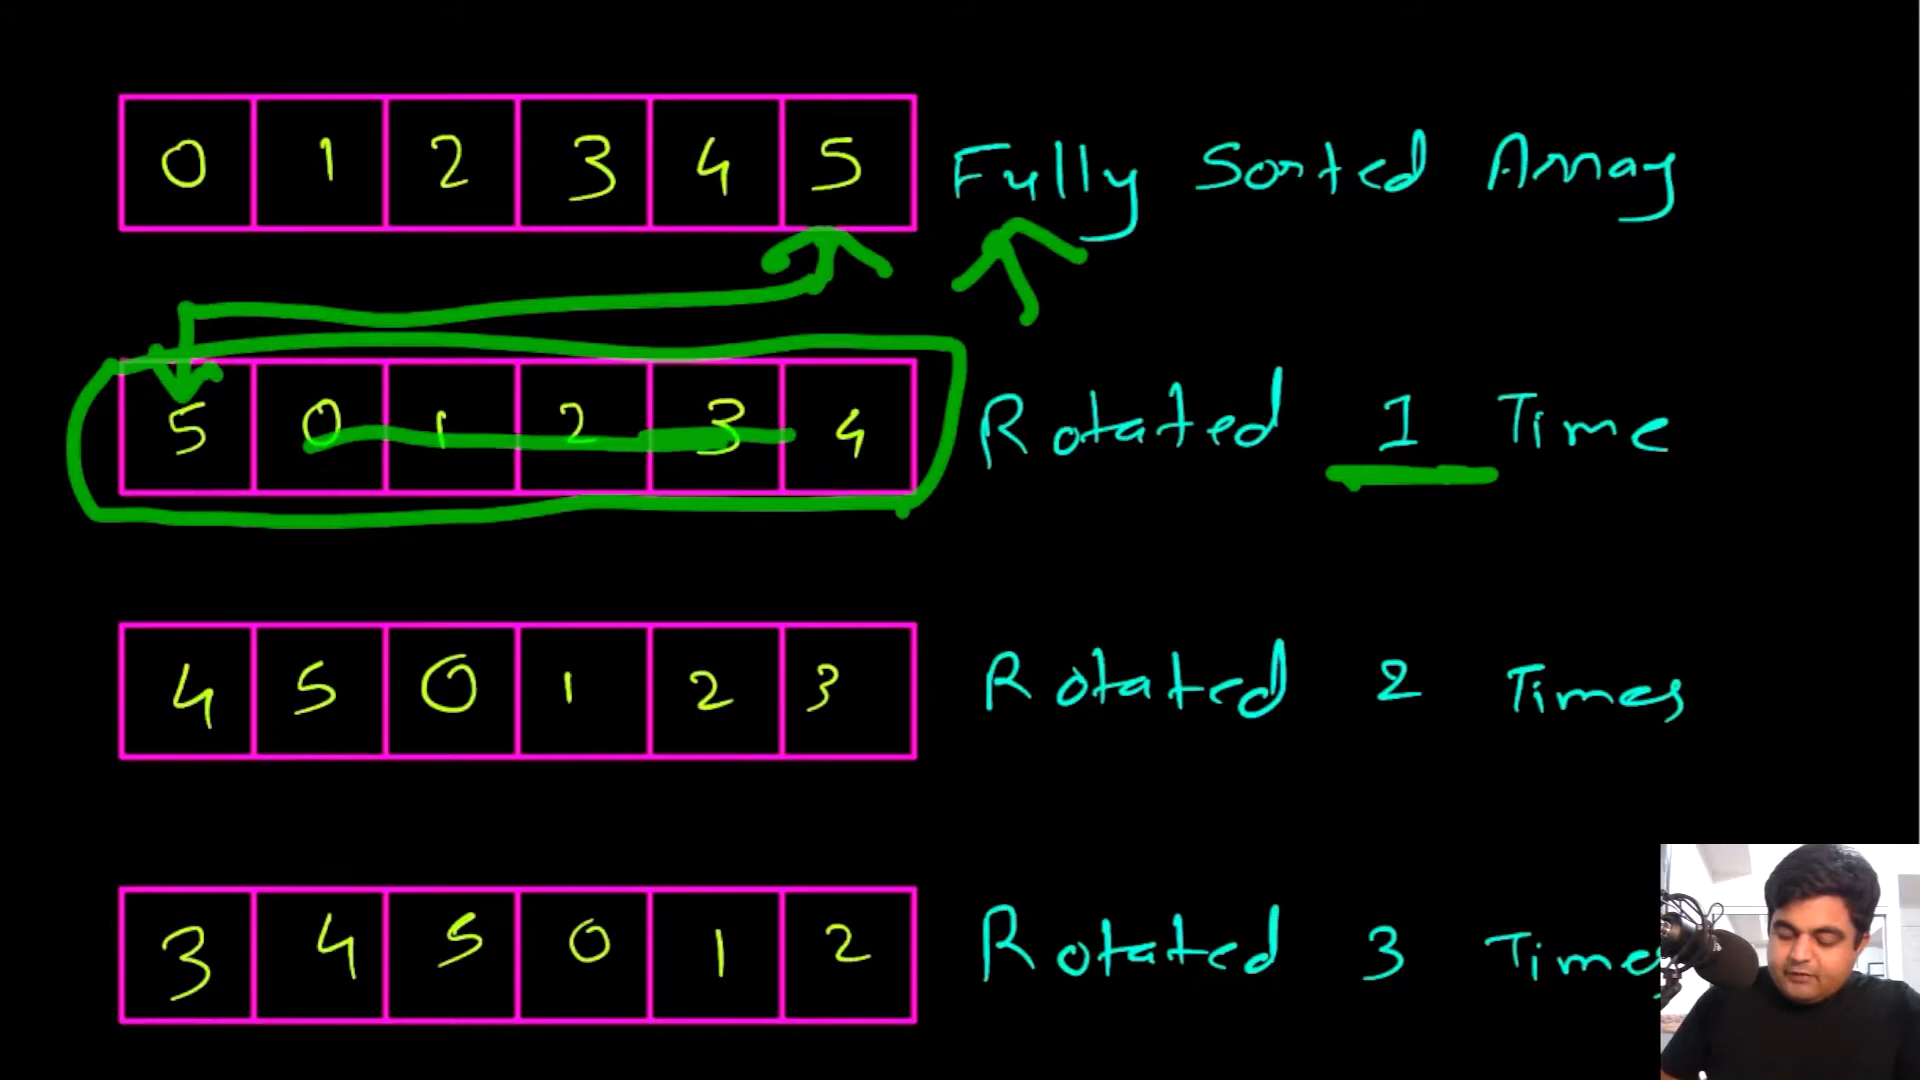 0 1 2 3 4 5 Fully Sorted Array
5 0 1 2 3 4 Rotated 1 Time
4 5 0 1 2 3 Rotated 2 Times
3 4 5 0 1 2 Rotated 3 Times